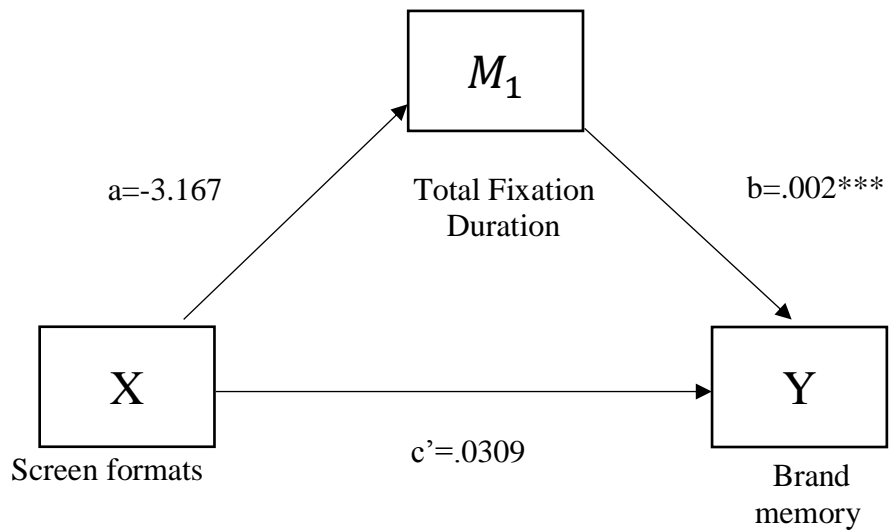 M₁
a=-3.167
Total Fixation
Duration
b=.002***
X
Y
c’=.0309
Screen formats
Brand
memory